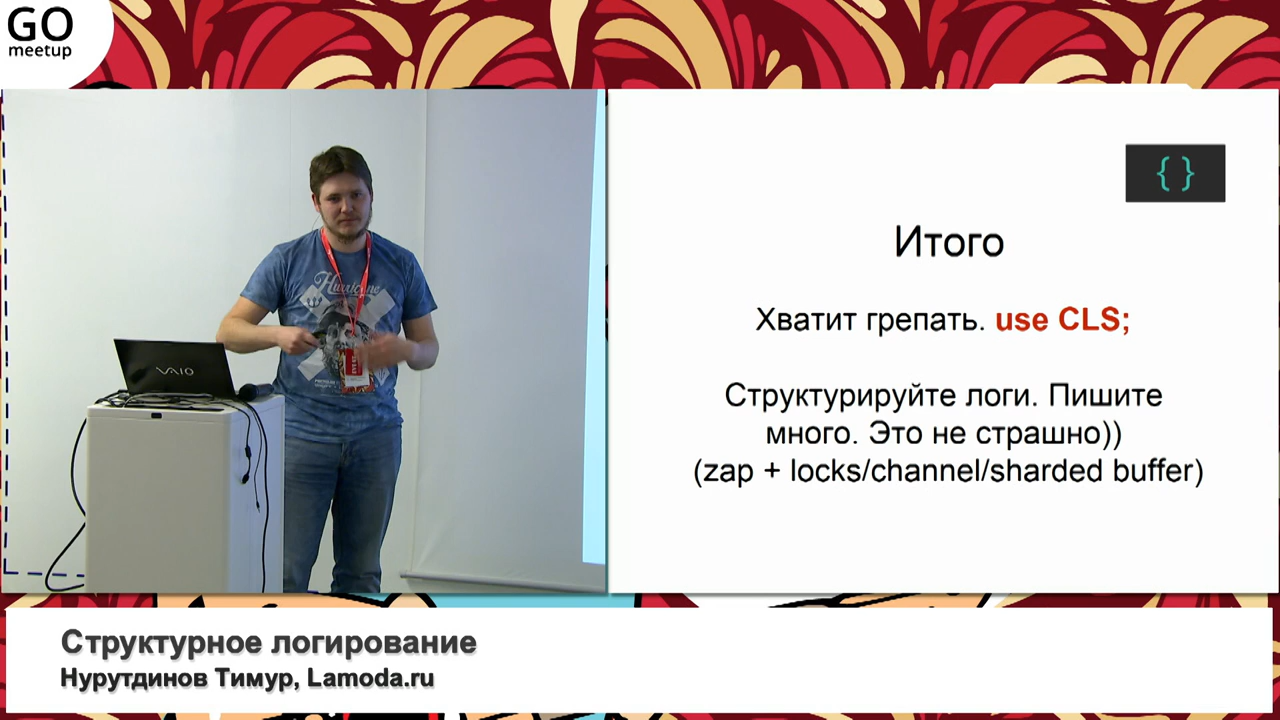 GO
meetup
{ }
Итого
Хватит грепать. use CLS;
Структурируйте логи. Пишите
много. Это не страшно))
(zap + locks/channel/sharded buffer)
Hurricane
VAIO
Структурное логирование
Нурутдинов Тимур, Lamoda.ru